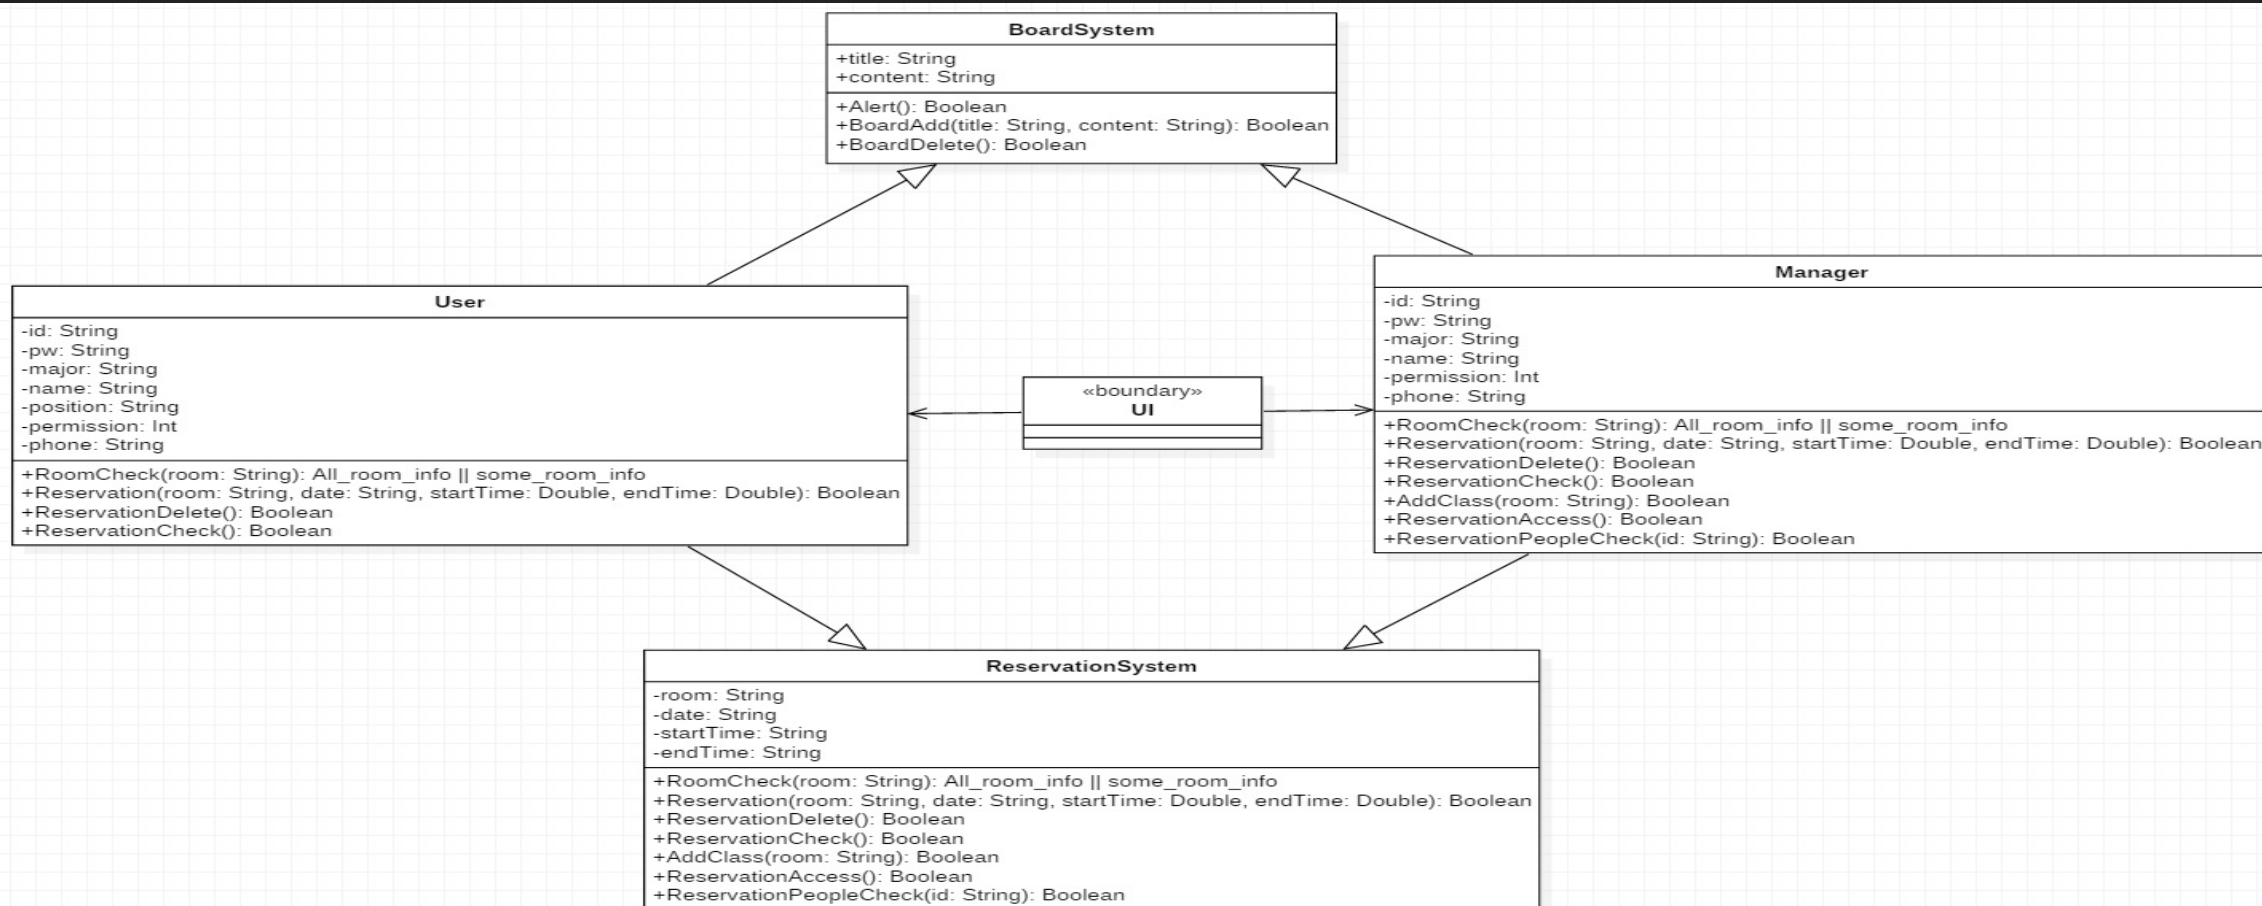 BoardSystem
+title: String
+content: String
+Alert(): Boolean
+BoardAdd(title: String, content: String): Boolean
+BoardDelete(): Boolean
User
-id: String
-pw: String
-major: String
-name: String
-position: String
-permission: Int
-phone: String
+RoomCheck(room: String): All_room_info || some_room_info
+Reservation(room: String, date: String, startTime: Double, endTime: Double): Boolean
+ReservationDelete(): Boolean
+ReservationCheck(): Boolean
«boundary»
UI
Manager
-id: String
-pw: String
-major: String
-name: String
-permission: Int
-phone: String
+RoomCheck(room: String): All_room_info || some_room_info
+Reservation(room: String, date: String, startTime: Double, endTime: Double): Boolean
+ReservationDelete(): Boolean
+ReservationCheck(): Boolean
+AddClass(room: String): Boolean
+ReservationAccess(): Boolean
+ReservationPeopleCheck(id: String): Boolean
ReservationSystem
-room: String
-date: String
-startTime: String
-endTime: String
+RoomCheck(room: String): All_room_info || some_room_info
+Reservation(room: String, date: String, startTime: Double, endTime: Double): Boolean
+ReservationDelete(): Boolean
+ReservationCheck(): Boolean
+AddClass(room: String): Boolean
+ReservationAccess(): Boolean
+ReservationPeopleCheck(id: String): Boolean